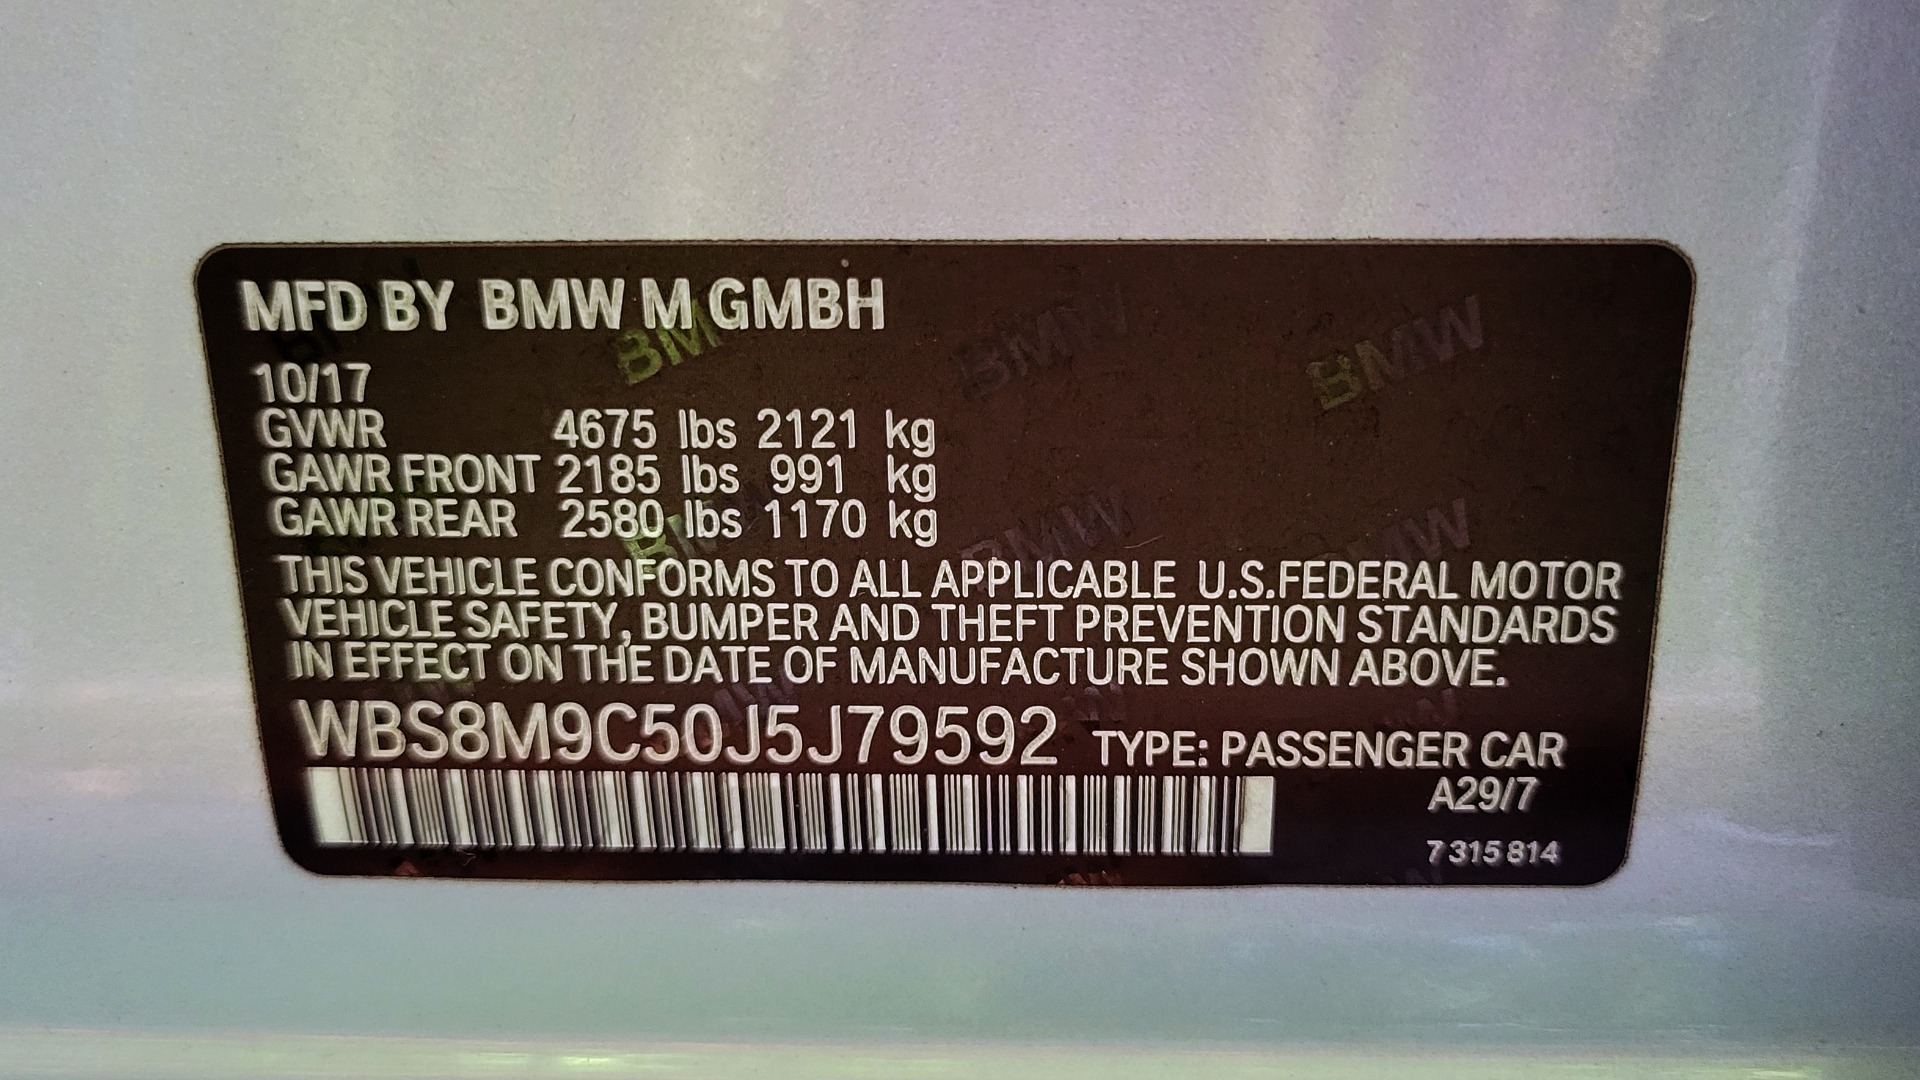 MFD BY BMW M GMBH
10/17
GVWR 4675 lbs 2121 kg
GAWR FRONT 2185 lbs 991 kg
GAWR REAR 2580 lbs 1170 kg
THIS VEHICLE CONFORMS TO ALL APPLICABLE U.S.FEDERAL MOTOR
VEHICLE SAFETY, BUMPER AND THEFT PREVENTION STANDARDS
IN EFFECT ON THE DATE OF MANUFACTURE SHOWN ABOVE.
WBS8M9C50J5J79592 TYPE: PASSENGER CAR
A29/7
7 315 814